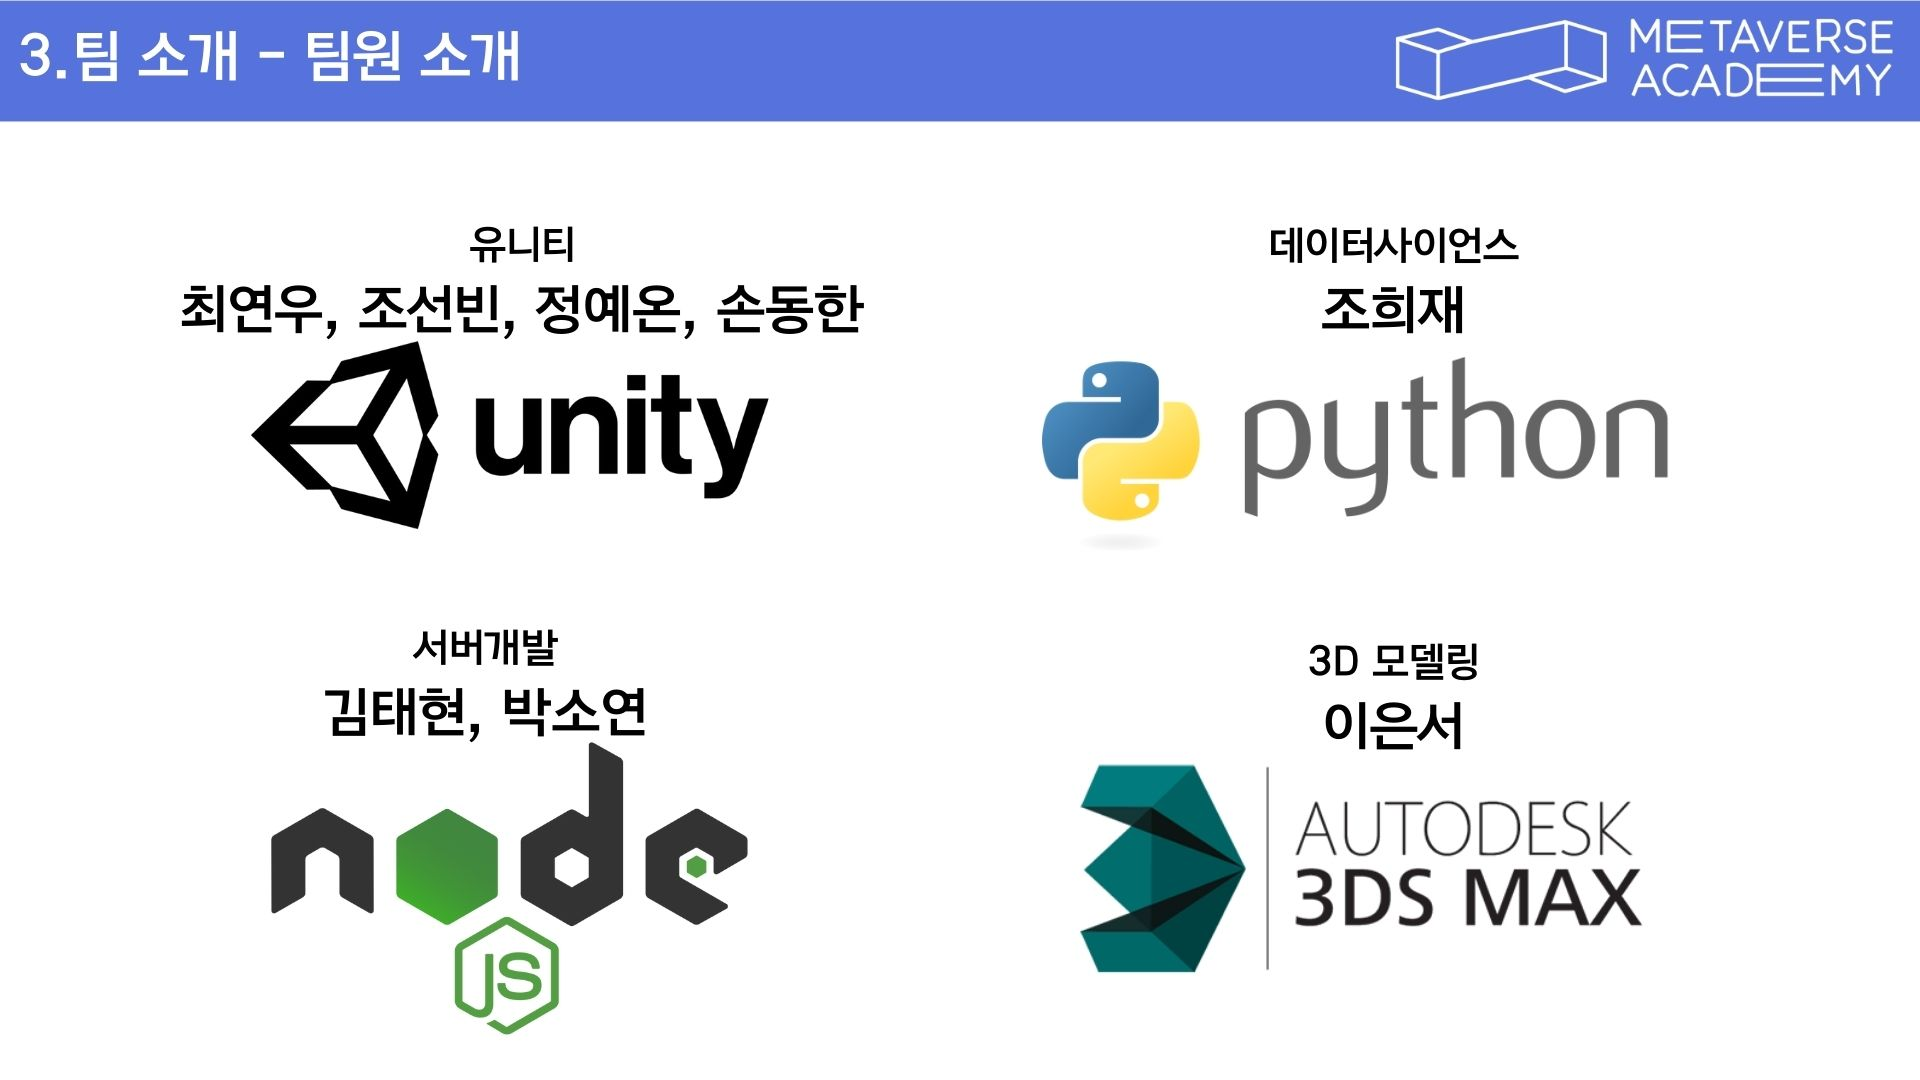 3.팀 소개 - 팀원 소개
METAVERSE
ACADEMY
유니티
최연우, 조선빈, 정예온, 손동한
unity
데이터사이언스
조희재
python
서버개발
김태현, 박소연
node
JS
3D 모델링
이은서
AUTODESK
3DS MAX